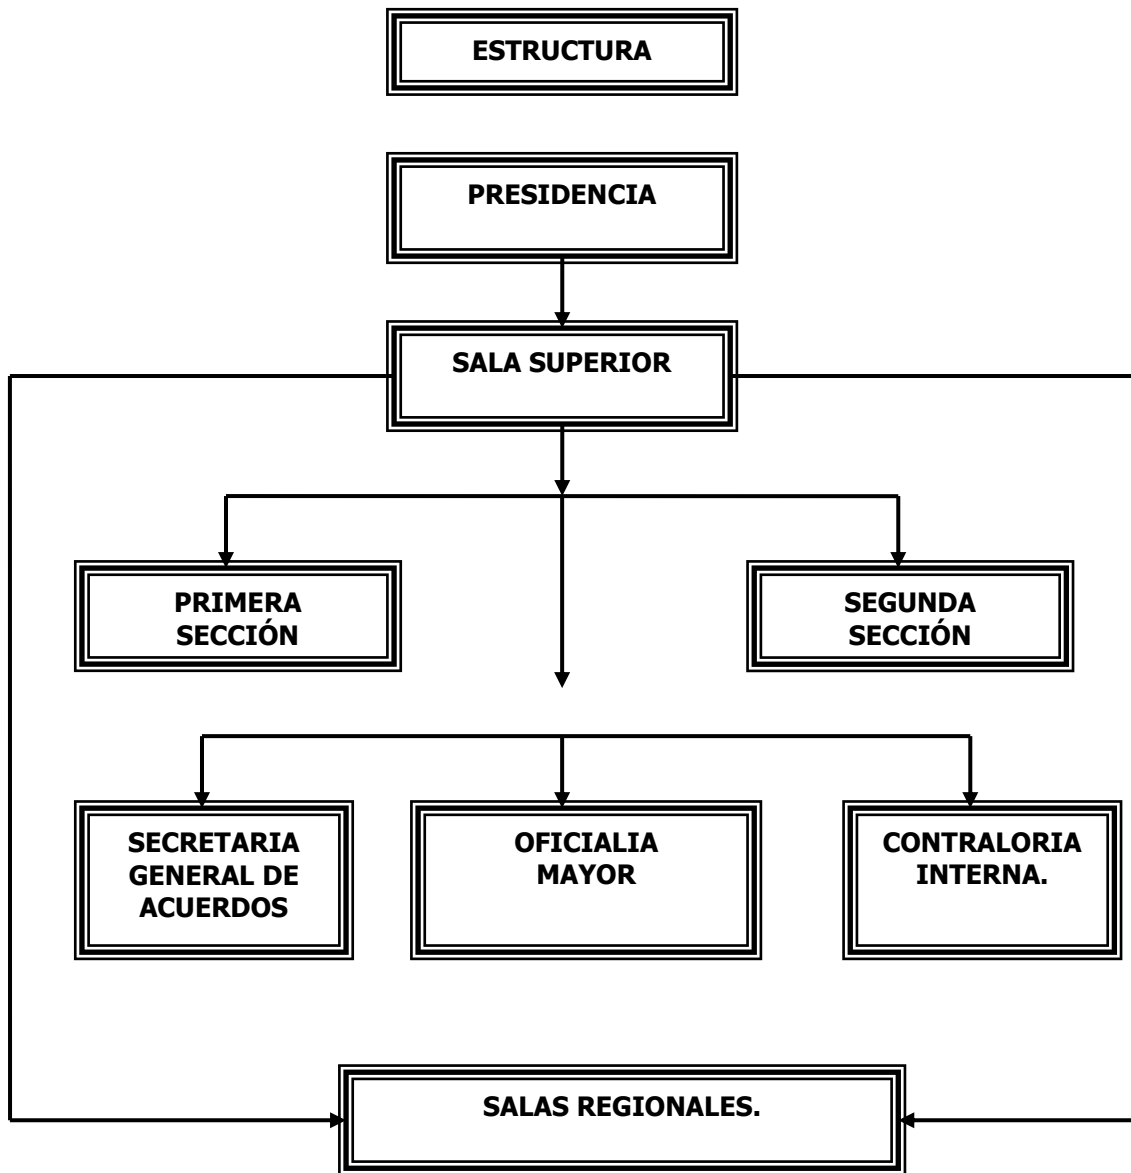 ESTRUCTURA
PRESIDENCIA
SALA SUPERIOR
PRIMERA
SECCIÓN
SEGUNDA
SECCIÓN
SECRETARIA
GENERAL DE
ACUERDOS
OFICIALIA
MAYOR
CONTRALORIA
INTERNA.
SALAS REGIONALES.